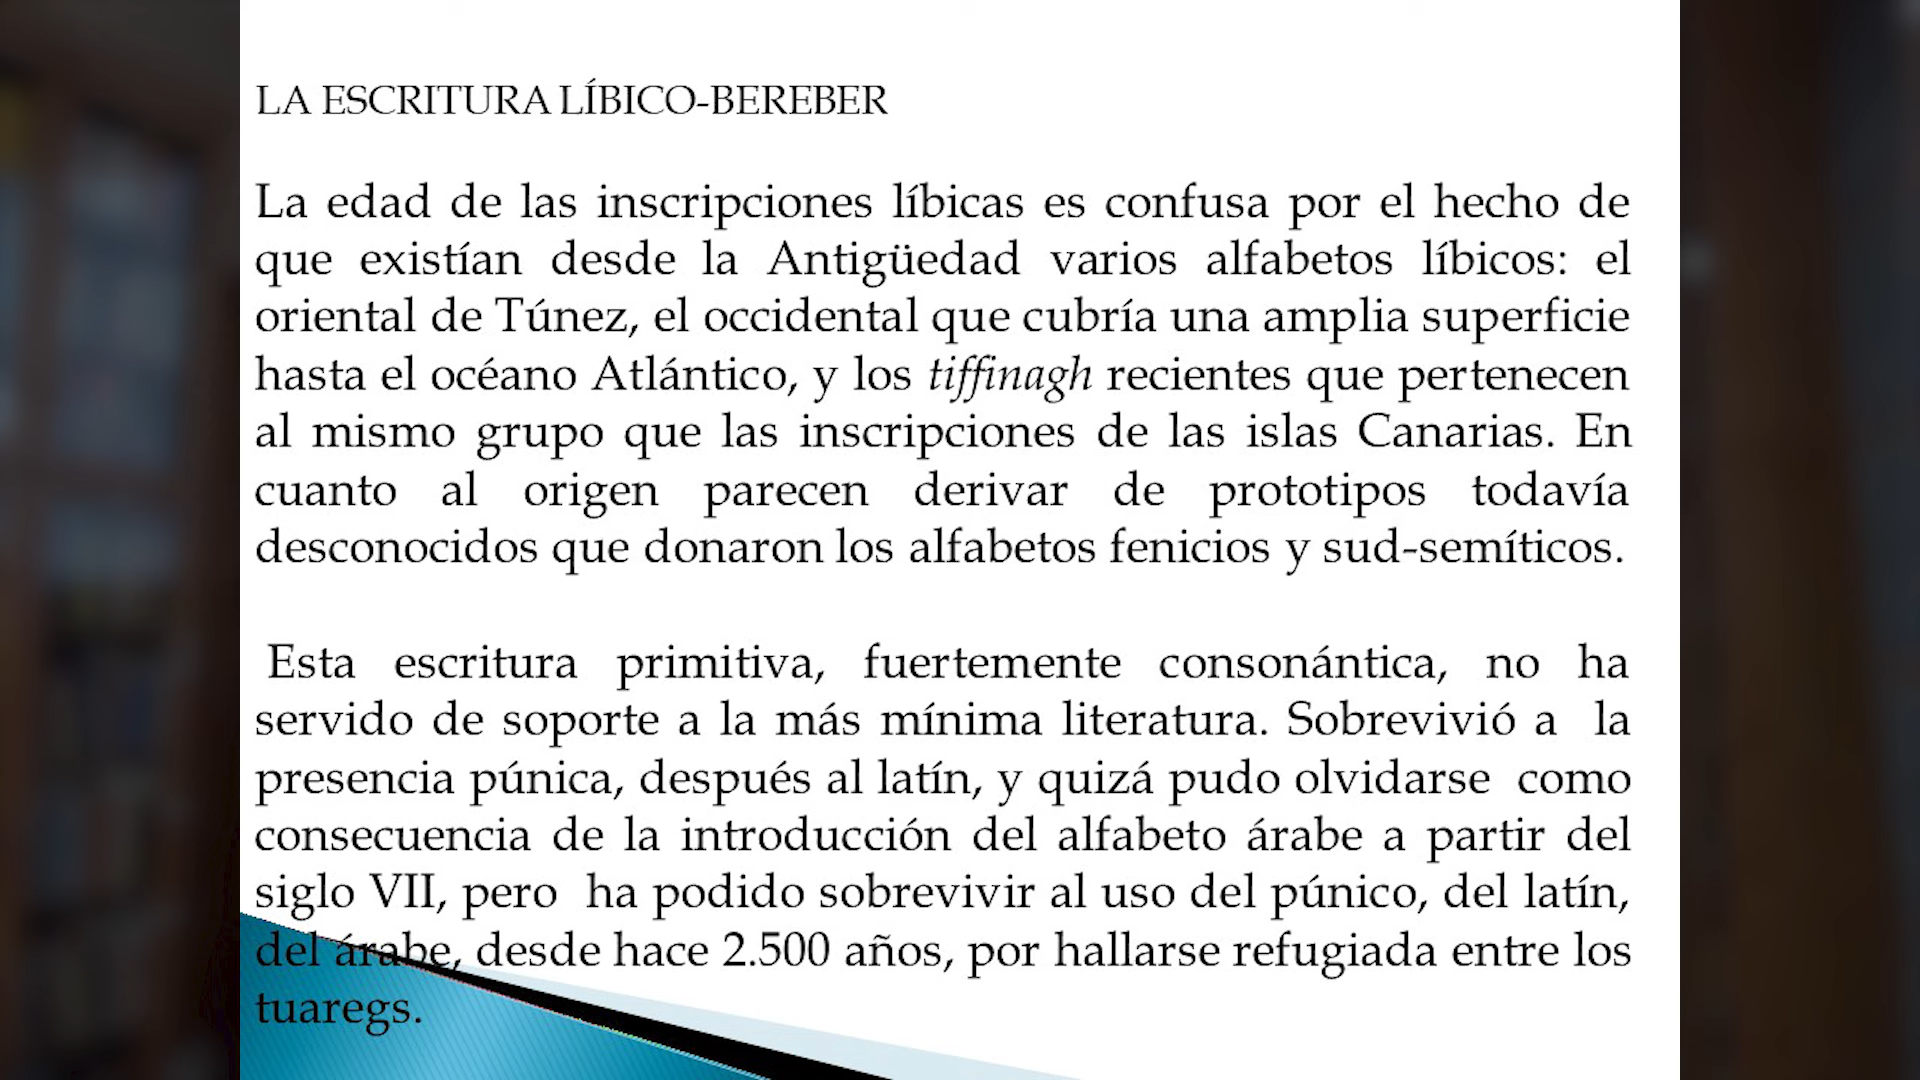 LA ESCRITURA LÍBICO-BEREBER
La edad de las inscripciones líbicas es confusa por el hecho de
que existían desde la Antigüedad varios alfabetos líbicos: el
oriental de Túnez, el occidental que cubría una amplia superficie
hasta el océano Atlántico, y los tiffinagh recientes que pertenecen
al mismo grupo que las inscripciones de las islas Canarias. En
cuanto al origen parecen derivar de prototipos todavía
desconocidos que donaron los alfabetos fenicios y sud-semíticos.
Esta escritura primitiva, fuertemente consonántica, no ha
servido de soporte a la más mínima literatura. Sobrevivió a la
presencia púnica, después al latín, y quizá pudo olvidarse como
consecuencia de la introducción del alfabeto árabe a partir del
siglo VII, pero ha podido sobrevivir al uso del púnico, del latín,
del árabe, desde hace 2.500 años, por hallarse refugiada entre los
tuaregs.